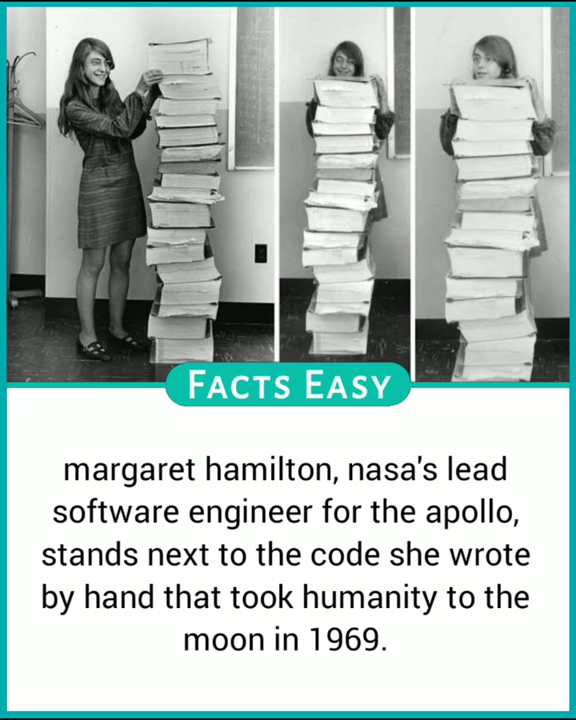 Facts Easy
margaret hamilton, nasa's lead
software engineer for the apollo,
stands next to the code she wrote
by hand that took humanity to the
moon in 1969.